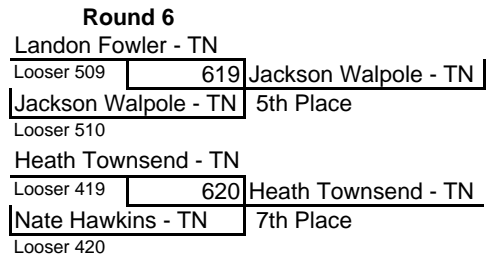 Round 6
Landon Fowler - TN
Looser 509
619 Jackson Walpole - TN
Jackson Walpole - TN 5th Place
Looser 510
Heath Townsend - TN
Looser 419
620 Heath Townsend - TN
Nate Hawkins - TN 7th Place
Looser 420